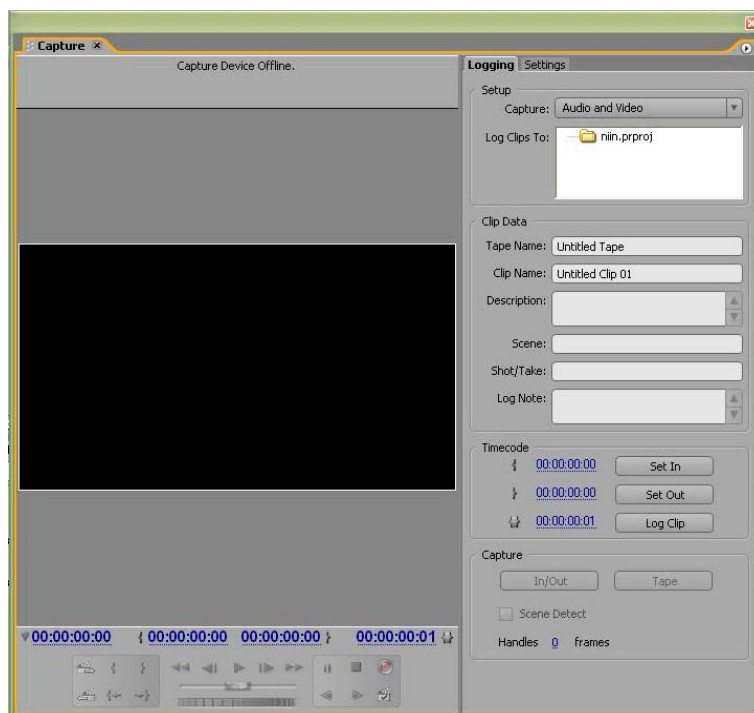 Capture
Capture Device Offline.
Logging Settings
Setup
Capture: Audio and Video
Log Clips To: niin.prproj
Clip Data
Tape Name: Untitled Tape
Clip Name: Untitled Clip 01
Description:
Scene:
Shot/Take:
Log Note:
Timecode
{ 00:00:00:00 Set In
} 00:00:00:00 Set Out
{} 00:00:00:01 Log Clip
Capture
In/Out Tape
Scene Detect
Handles 0 frames
00:00:00:00 { 00:00:00:00 00:00:00:00 } 00:00:00:01 {}